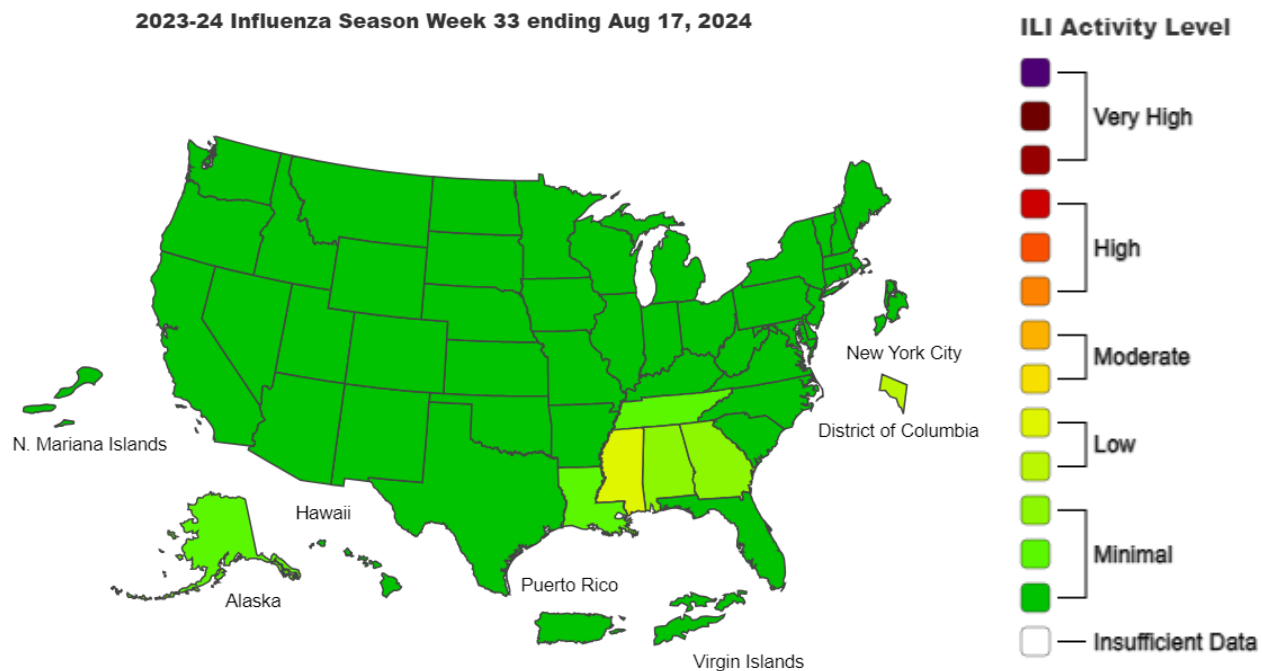 2023-24 Influenza Season Week 33 ending Aug 17, 2024
ILI Activity Level
Very High
High
Moderate
Low
Minimal
Insufficient Data
New York City
District of Columbia
N. Mariana Islands
Hawaii
Alaska
Puerto Rico
Virgin Islands